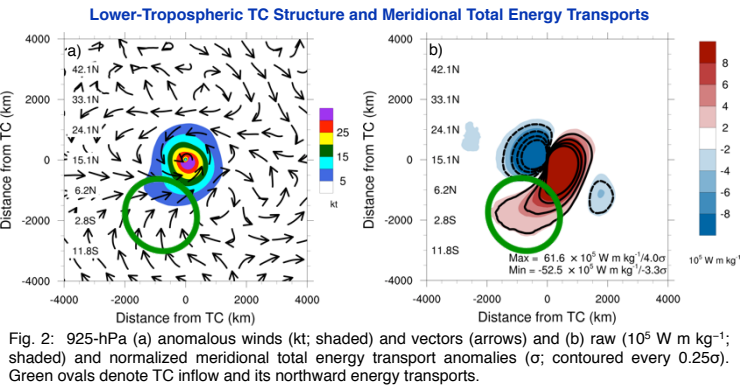 Lower-Tropospheric TC Structure and Meridional Total Energy Transports
a)
4000
2000
0
-2000
-4000
Distance from TC (km)
42.1N
33.1N
24.1N
15.1N
6.2N
2.8S
11.8S
-4000 -2000 0 2000 4000
Distance from TC (km)
25
15
5
kt
b)
4000
2000
0
-2000
-4000
Distance from TC (km)
42.1N
33.1N
24.1N
15.1N
6.2N
2.8S
11.8S
Max = 61.6 × 10⁵ W m kg⁻¹/4.0σ
Min = -52.5 × 10⁵ W m kg⁻¹/-3.3σ
-4000 -2000 0 2000 4000
Distance from TC (km)
8
6
4
2
-2
-4
-6
-8
10⁵ W m kg⁻¹
Fig. 2: 925-hPa (a) anomalous winds (kt; shaded) and vectors (arrows) and (b) raw (10⁵ W m kg⁻¹;
shaded) and normalized meridional total energy transport anomalies (σ; contoured every 0.25σ).
Green ovals denote TC inflow and its northward energy transports.